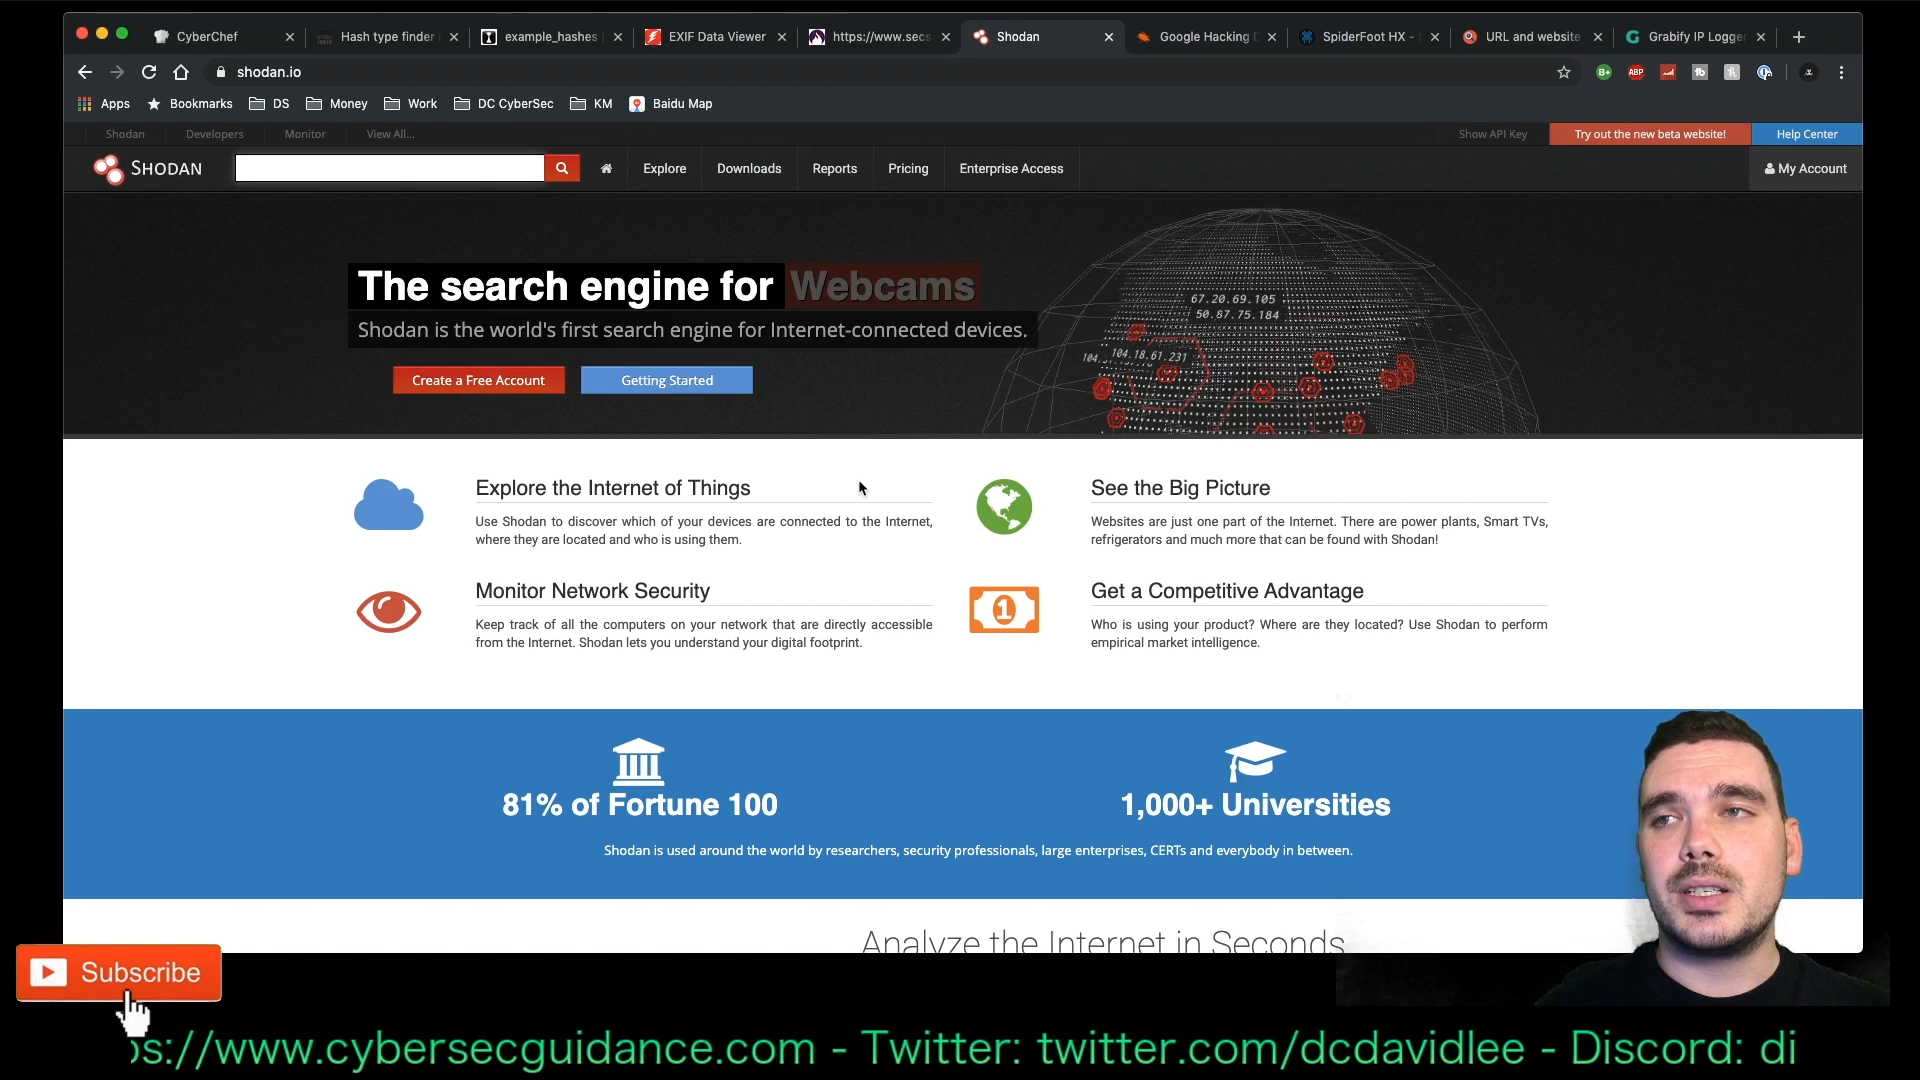 CyberChef
Hash type finder
example_hashes
EXIF Data Viewer
https://www.secs
Shodan
Google Hacking D
SpiderFoot HX -
URL and website
Grabify IP Logger
shodan.io
Apps
Bookmarks
DS
Money
Work
DC CyberSec
KM
Baidu Map
Shodan
Developers
Monitor
View All...
Show API Key
Try out the new beta website!
Help Center
SHODAN
Explore
Downloads
Reports
Pricing
Enterprise Access
My Account
The search engine for Webcams
Shodan is the world's first search engine for Internet-connected devices.
Create a Free Account
Getting Started
67.20.69.105
50.87.75.184
104.
104.18.61.231
Explore the Internet of Things
Use Shodan to discover which of your devices are connected to the Internet,
where they are located and who is using them.
See the Big Picture
Websites are just one part of the Internet. There are power plants, Smart TVs,
refrigerators and much more that can be found with Shodan!
Monitor Network Security
Keep track of all the computers on your network that are directly accessible
from the Internet. Shodan lets you understand your digital footprint.
1
Get a Competitive Advantage
Who is using your product? Where are they located? Use Shodan to perform
empirical market intelligence.
81% of Fortune 100
1,000+ Universities
Shodan is used around the world by researchers, security professionals, large enterprises, CERTs and everybody in between.
Analyze the Internet in Seconds
Subscribe
ps://www.cybersecguidance.com - Twitter: twitter.com/dcdavidlee - Discord: di